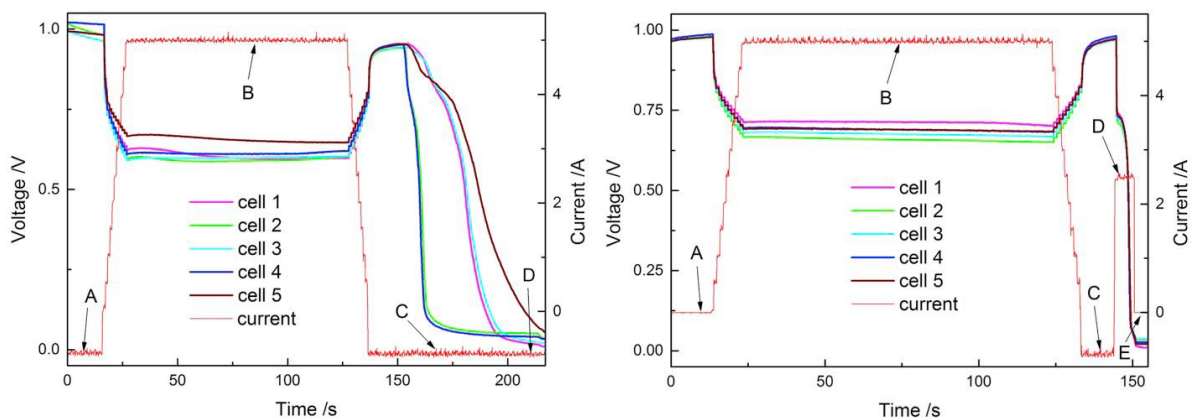 1.0
0.5
0.0
Voltage /V
0
50
100
150
200
Time /s
4
2
0
Current /A
A
B
C
D
cell 1
cell 2
cell 3
cell 4
cell 5
current
1.00
0.75
0.50
0.25
0.00
Voltage /V
0
50
100
150
Time /s
4
2
0
Current /A
A
B
C
D
E
cell 1
cell 2
cell 3
cell 4
cell 5
current